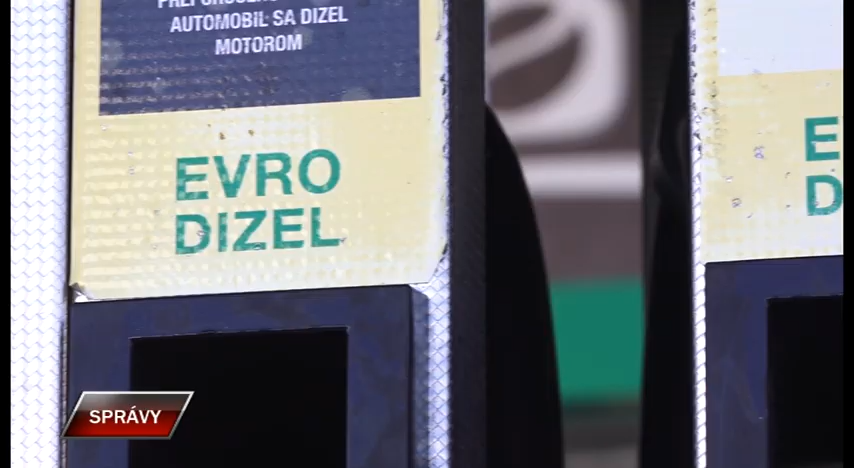 AUTOMOBIL SA DIZEL
MOTOROM
EVRO
DIZEL
E
D
SPRÁVY